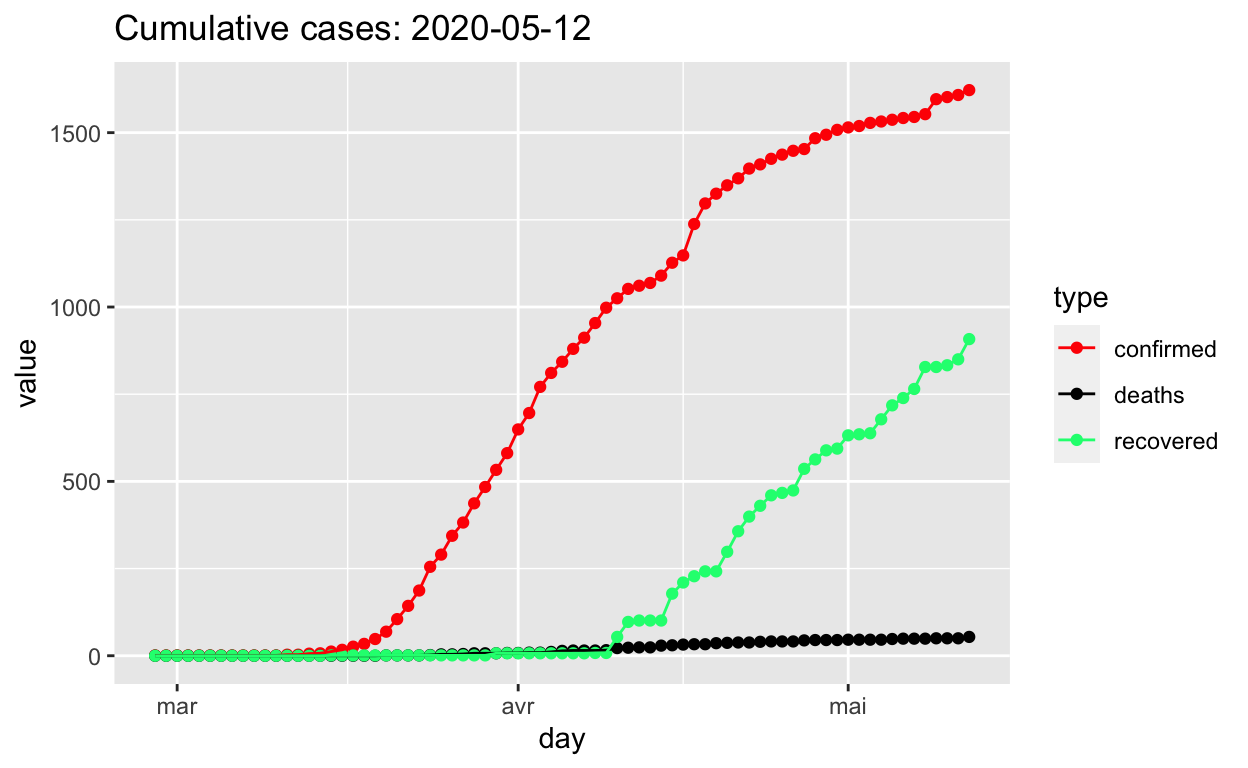 Cumulative cases: 2020-05-12
1500
1000
500
0
value
mar
avr
mai
day
type
confirmed
deaths
recovered